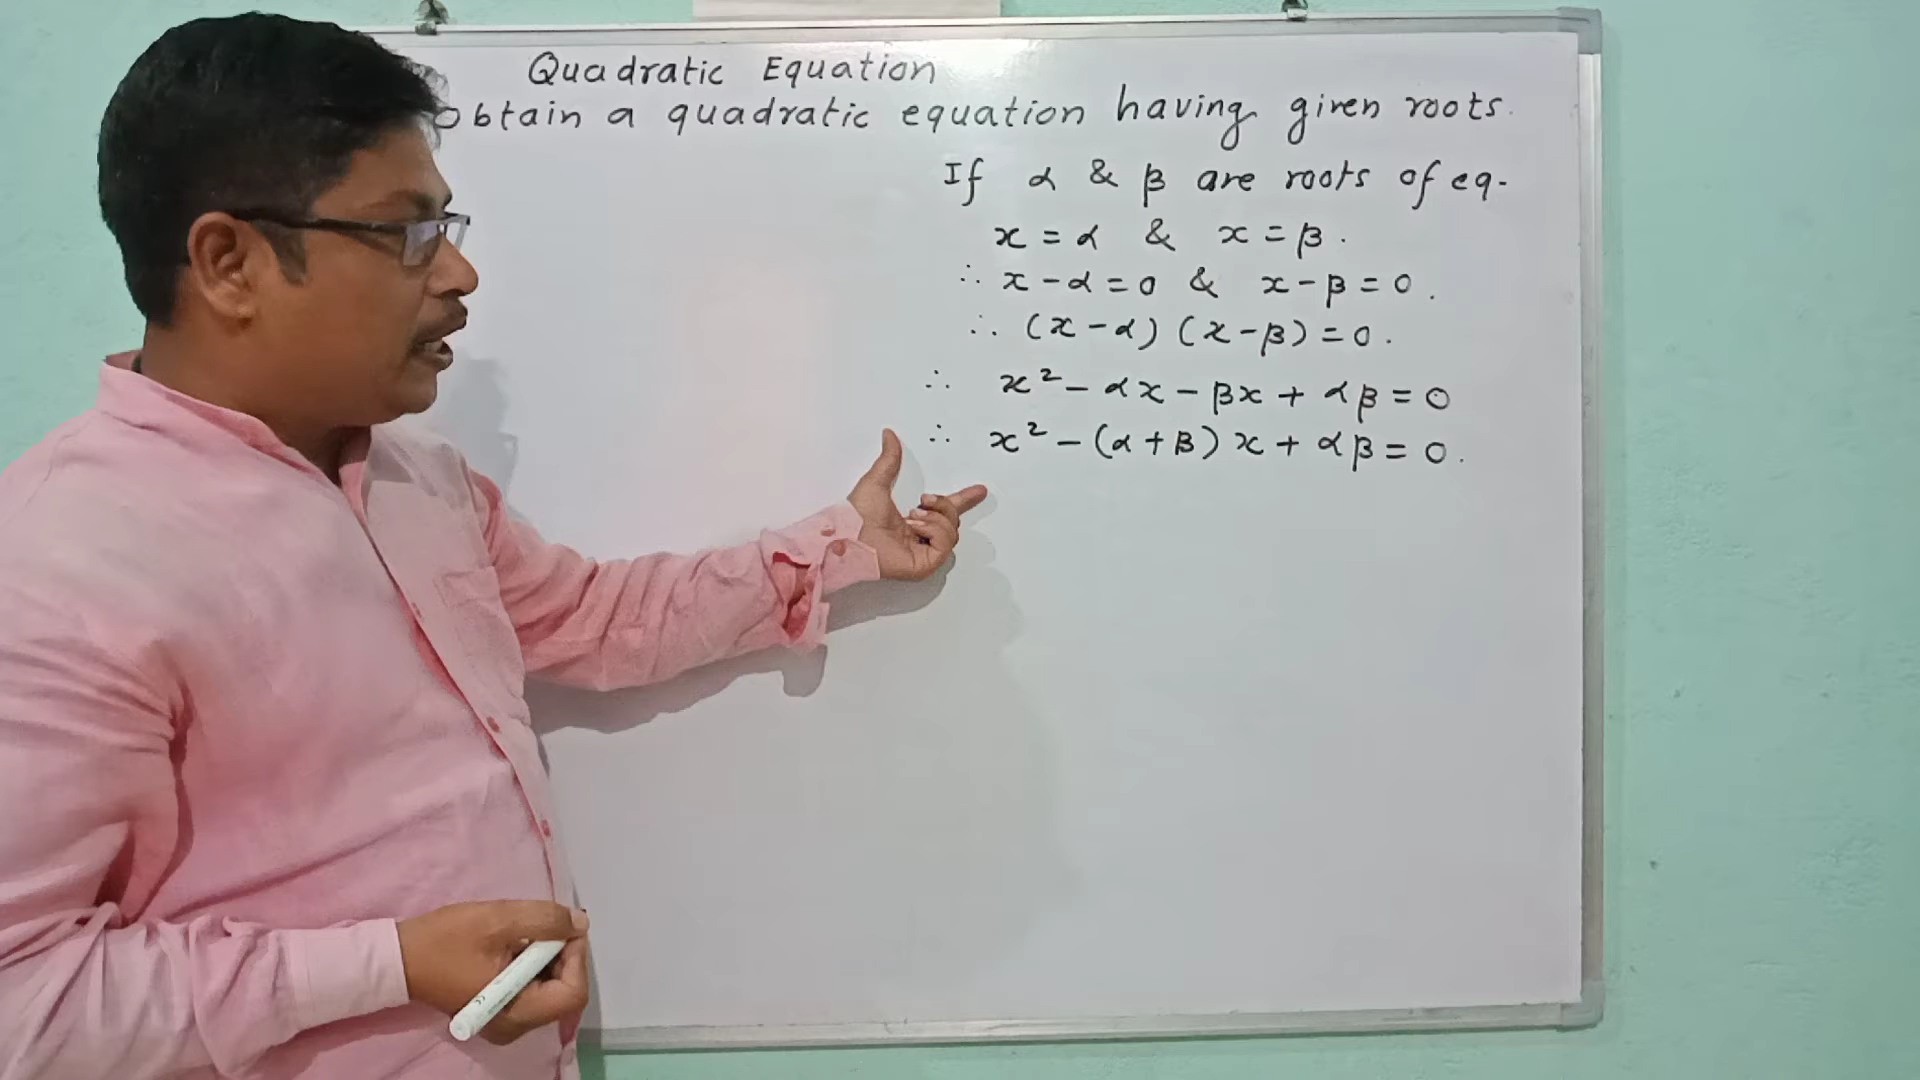 Quadratic Equation
obtain a quadratic equation having given roots.
If α & β are roots of eq.
x = α & x = β.
∴ x - α = 0 & x - β = 0.
∴ (x - α) (x - β) = 0.
∴ x² - αx - βx + αβ = 0
∴ x² - (α + β) x + αβ = 0.